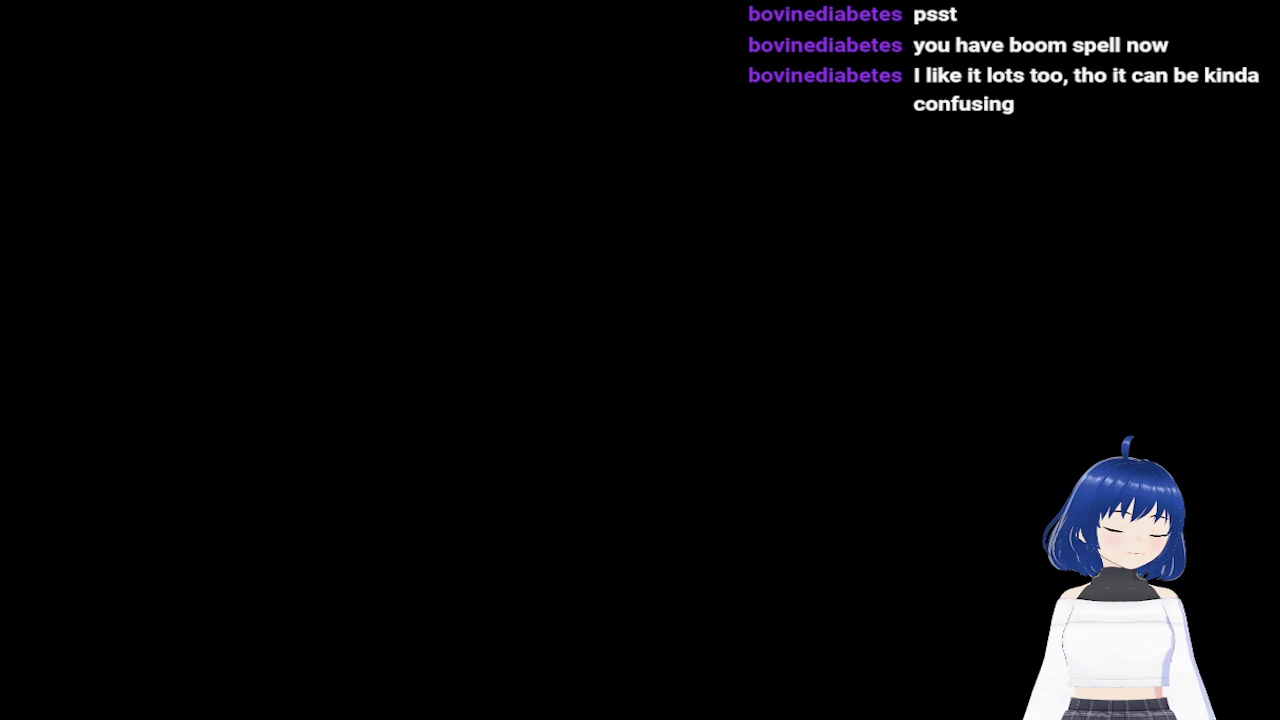 bovinediabetes psst
bovinediabetes you have boom spell now
bovinediabetes I like it lots too, tho it can be kinda
confusing